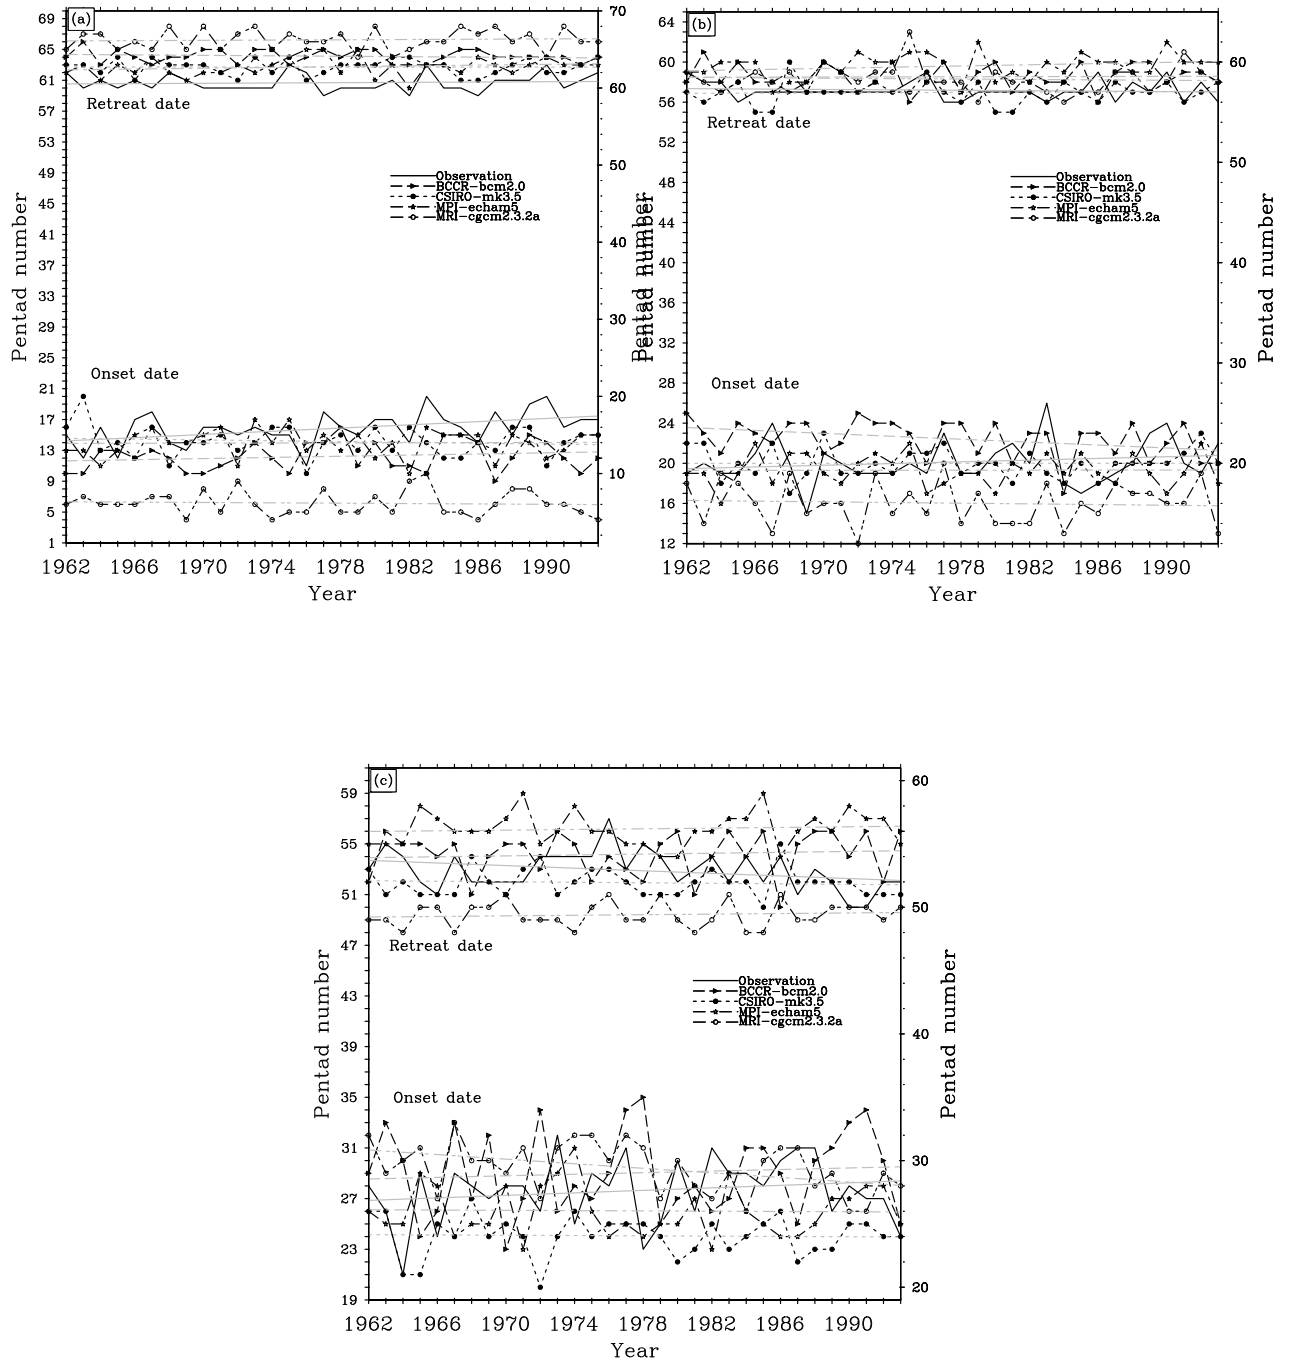 (a)
69
65
61
57
53
49
45
41
37
33
29
25
21
17
13
9
5
1
70
60
50
40
30
20
10
Retreat date
Observation
BCCR-bcm2.0
CSIRO-mk3.5
MPI-echam5
MRI-cgcm2.3.2a
Onset date
Pentad number
Pentad number
1962 1966 1970 1974 1978 1982 1986 1990
Year
(b)
64
60
56
52
48
44
40
36
32
28
24
20
16
12
60
50
40
30
20
Retreat date
Observation
BCCR-bcm2.0
CSIRO-mk3.5
MPI-echam5
MRI-cgcm2.3.2a
Onset date
Pentad number
Pentad number
1962 1966 1970 1974 1978 1982 1986 1990
Year
(c)
59
55
51
47
43
39
35
31
27
23
19
60
50
40
30
20
Retreat date
Observation
BCCR-bcm2.0
CSIRO-mk3.5
MPI-echam5
MRI-cgcm2.3.2a
Onset date
Pentad number
Pentad number
1962 1966 1970 1974 1978 1982 1986 1990
Year